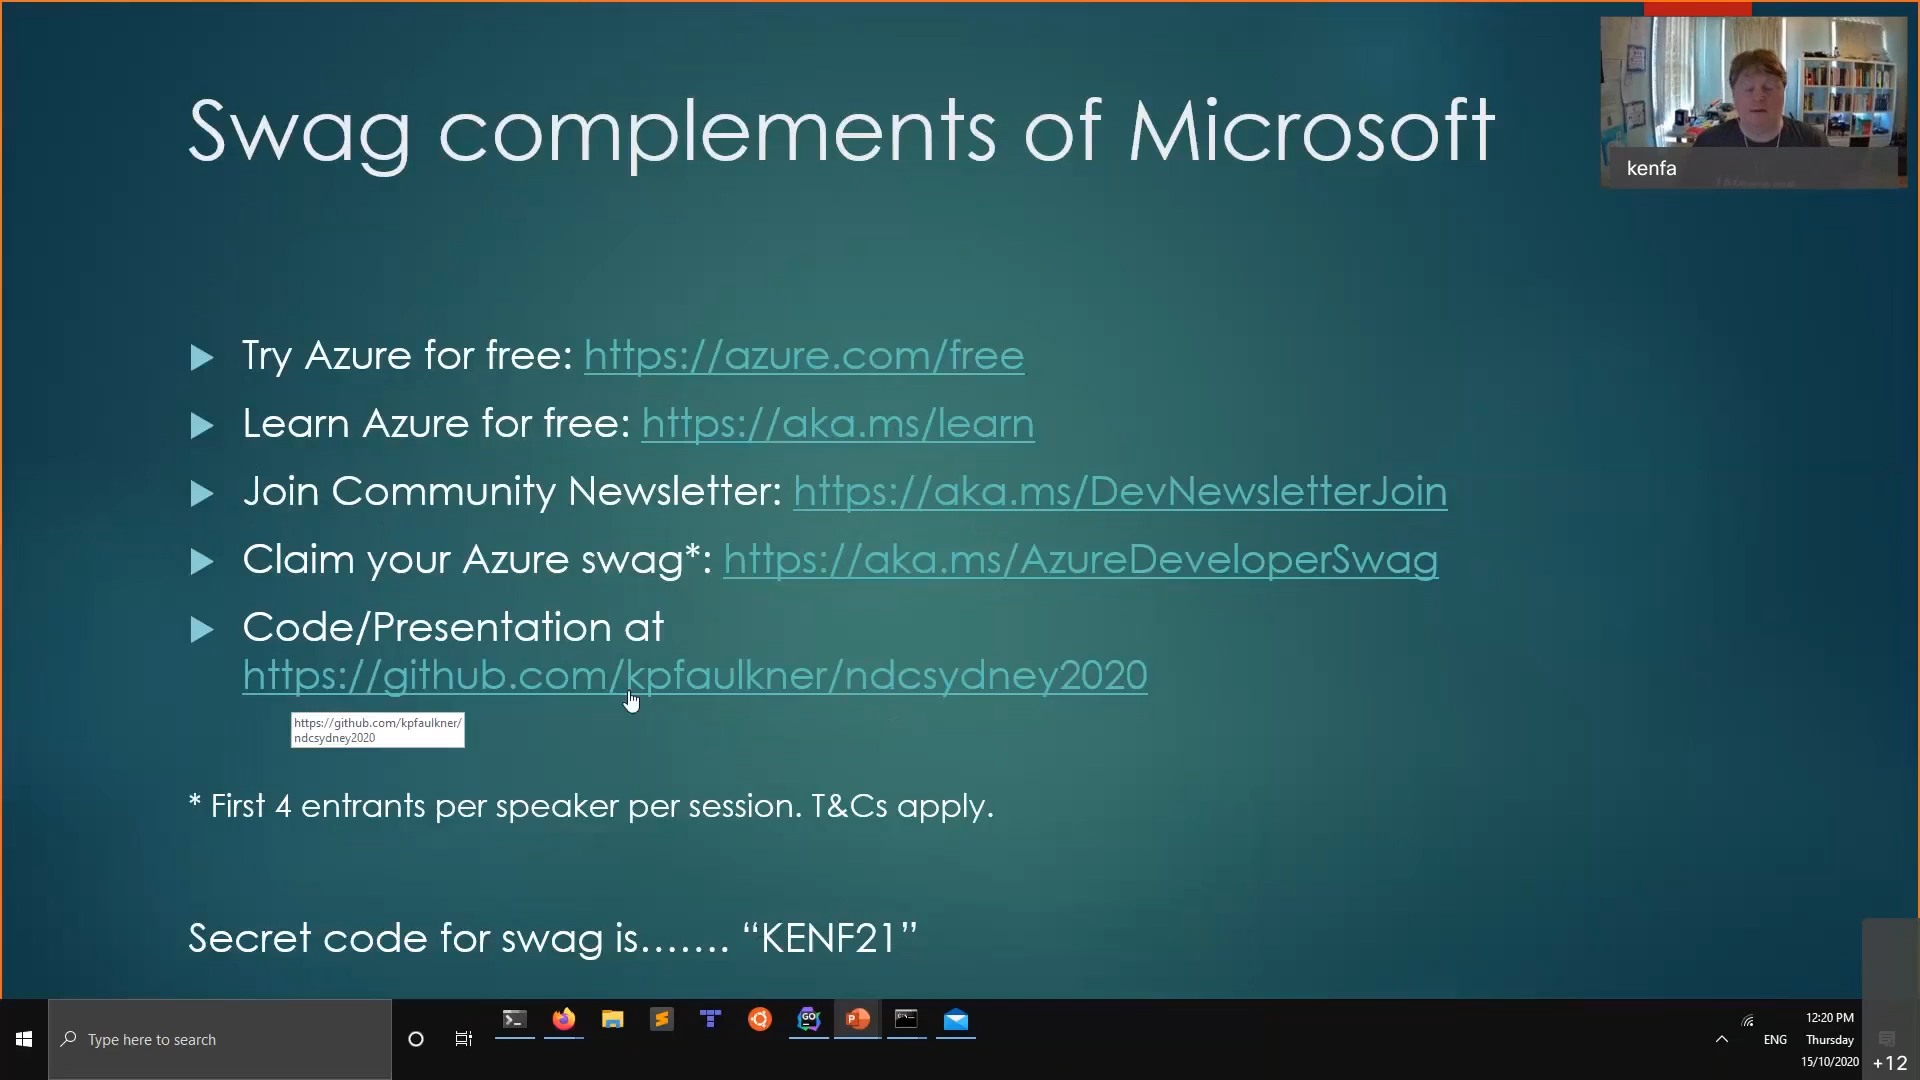 Swag complements of Microsoft
kenfa
Try Azure for free: https://azure.com/free
Learn Azure for free: https://aka.ms/learn
Join Community Newsletter: https://aka.ms/DevNewsletterJoin
Claim your Azure swag*: https://aka.ms/AzureDeveloperSwag
Code/Presentation at
https://github.com/kpfaulkner/ndcsydney2020
https://github.com/kpfaulkner/
ndcsydney2020
* First 4 entrants per speaker per session. T&Cs apply.
Secret code for swag is....... “KENF21”
Type here to search
GO
12:20 PM
ENG
Thursday
15/10/2020
+12